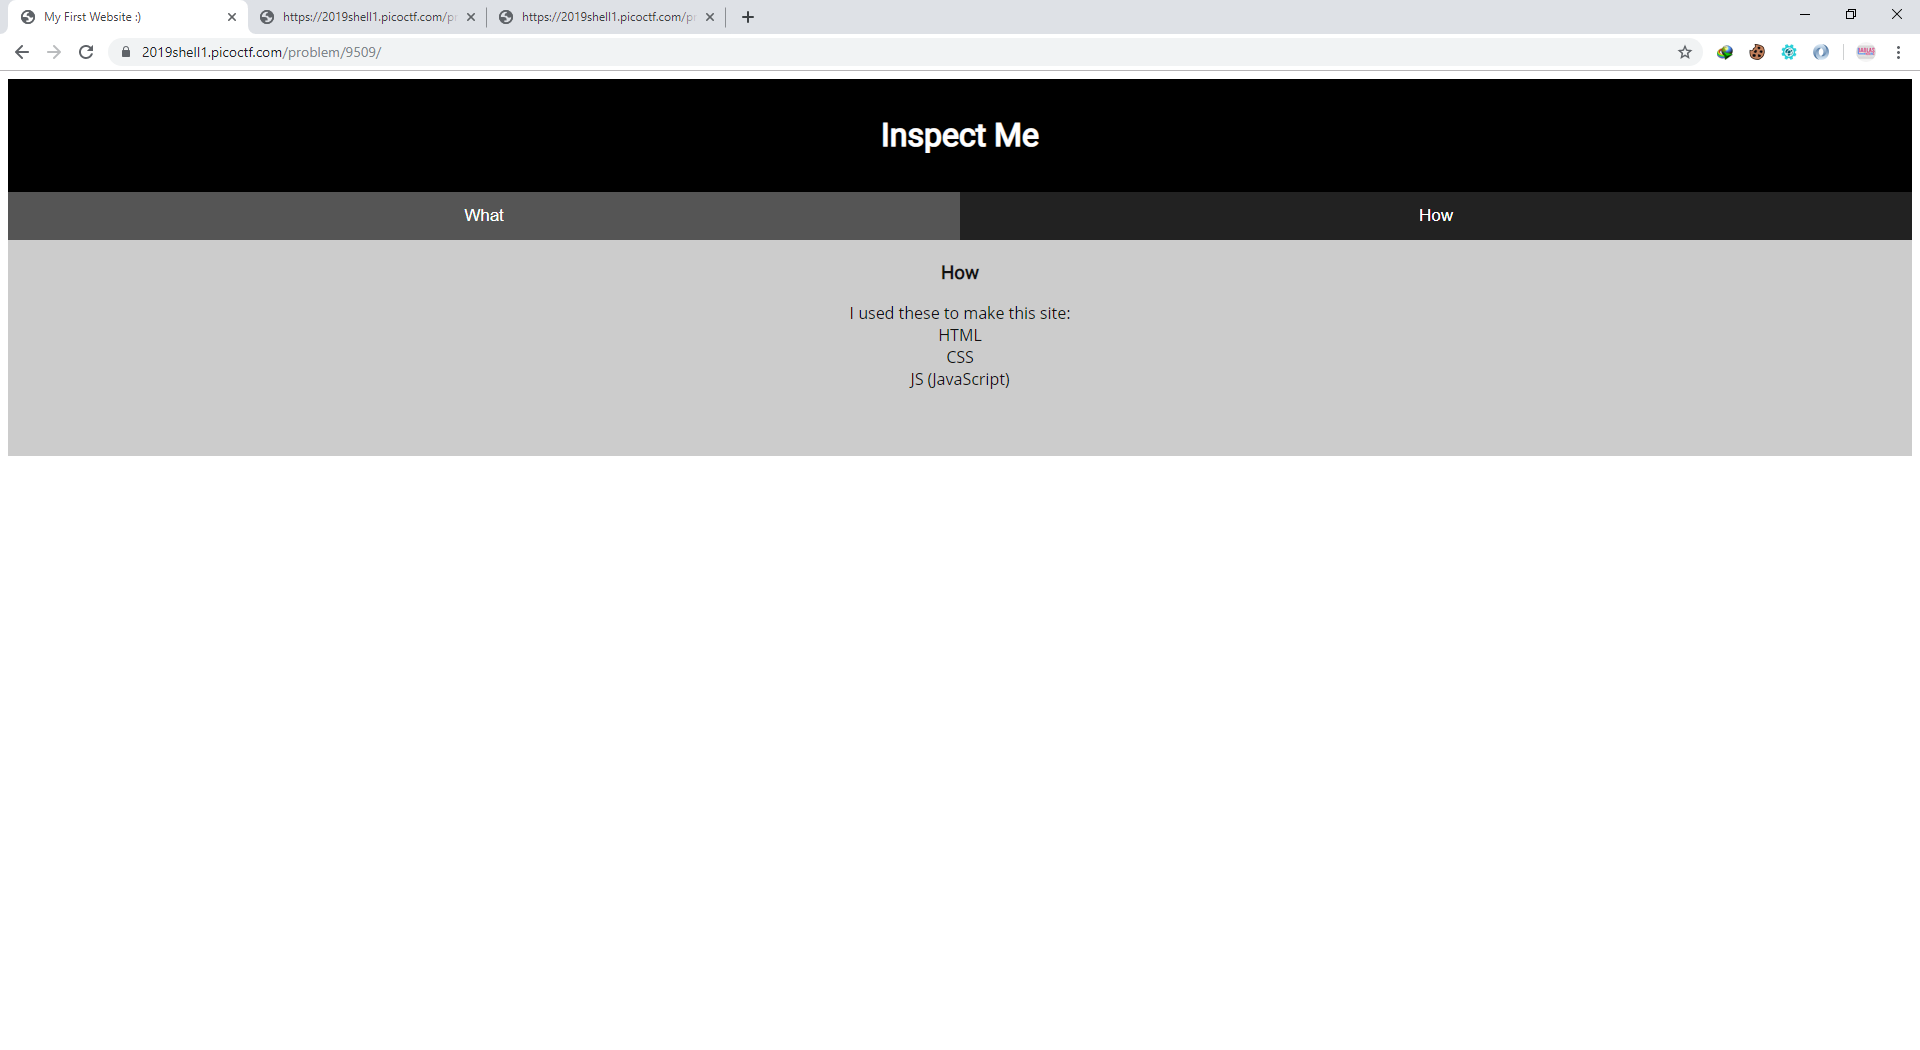 My First Website :)
https://2019shell1.picoctf.com/p
https://2019shell1.picoctf.com/p
2019shell1.picoctf.com/problem/9509/
Inspect Me
What
How
How
I used these to make this site:
HTML
CSS
JS (JavaScript)